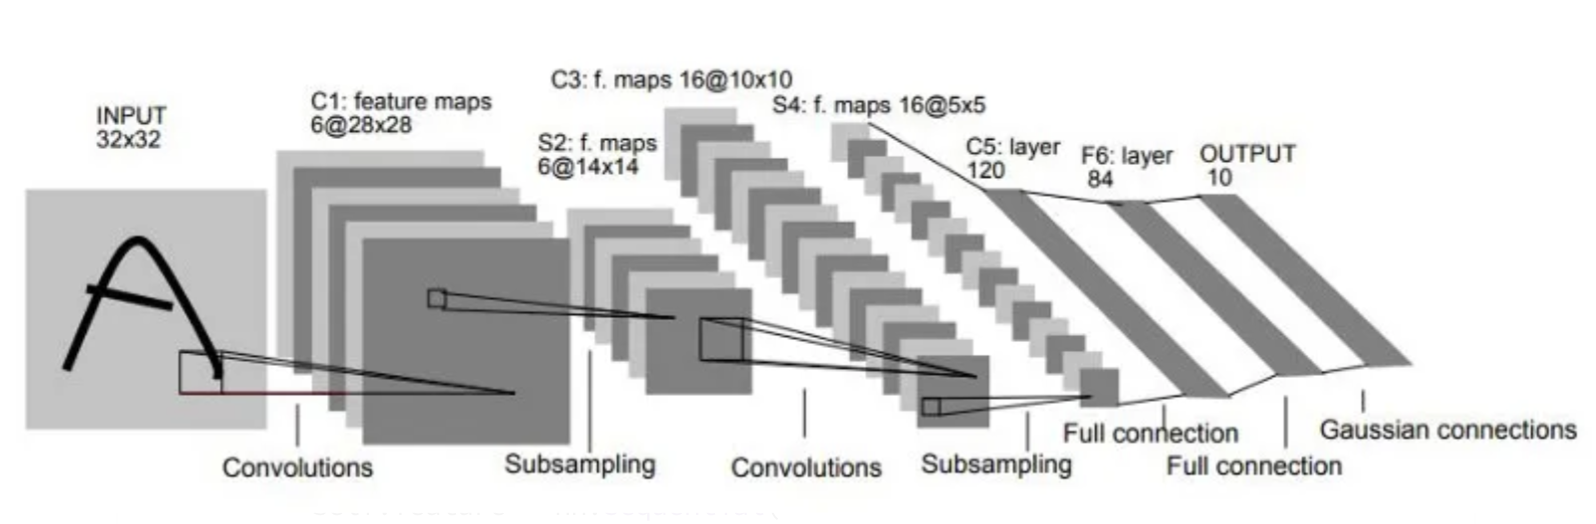 INPUT
32x32
C1: feature maps
6@28x28
C3: f. maps 16@10x10
S2: f. maps
6@14x14
S4: f. maps 16@5x5
C5: layer
120
F6: layer
84
OUTPUT
10
Convolutions
Subsampling
Convolutions
Subsampling
Full connection
Full connection
Gaussian connections